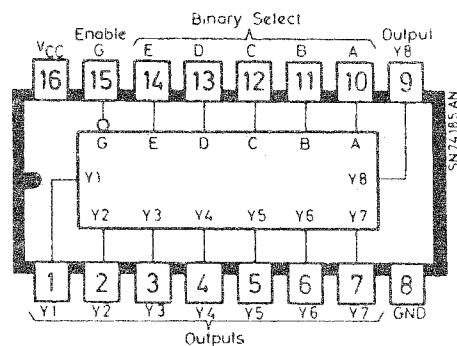 Binary Select
Enable
Output
VCC G E D C B A Y8
16 15 14 13 12 11 10 9
G E D C B A
Y1 Y8
Y2 Y3 Y4 Y5 Y6 Y7
SN74185AN
1 2 3 4 5 6 7 8
Y1 Y2 Y3 Y4 Y5 Y6 Y7 GND
Outputs